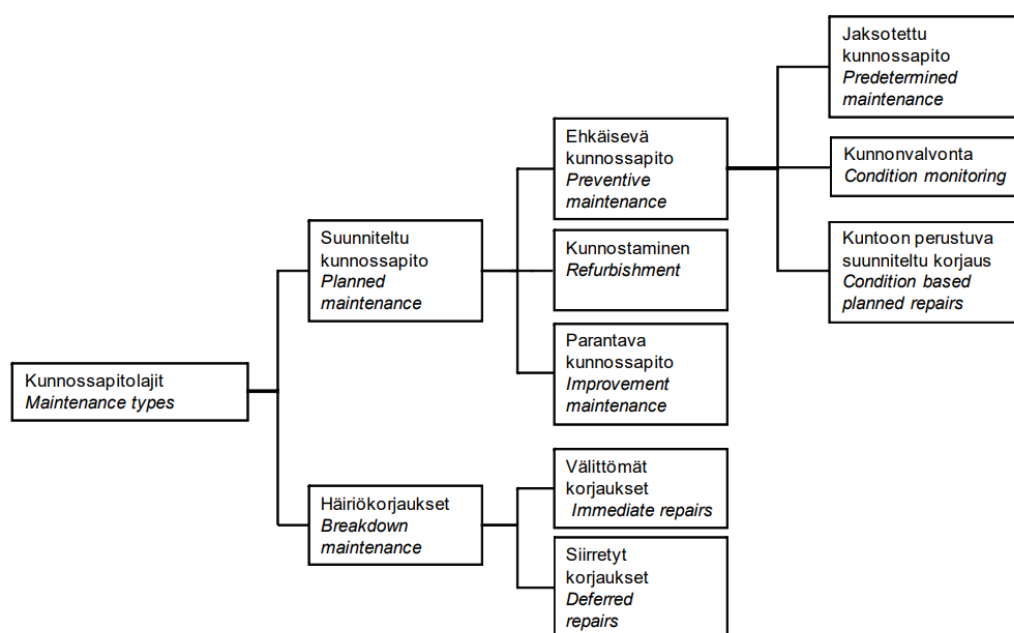 Kunnossapitolajit
Maintenance types
Suunniteltu
kunnossapito
Planned
maintenance
Häiriökorjaukset
Breakdown
maintenance
Ehkäisevä
kunnossapito
Preventive
maintenance
Kunnostaminen
Refurbishment
Parantava
kunnossapito
Improvement
maintenance
Välittömät
korjaukset
Immediate repairs
Siirretyt
korjaukset
Deferred
repairs
Jaksotettu
kunnossapito
Predetermined
maintenance
Kunnonvalvonta
Condition monitoring
Kuntoon perustuva
suunniteltu korjaus
Condition based
planned repairs